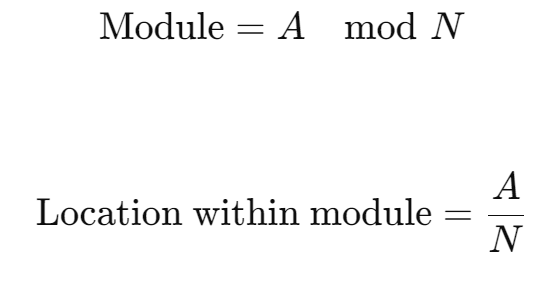 Module = A mod N
Location within module = A/N